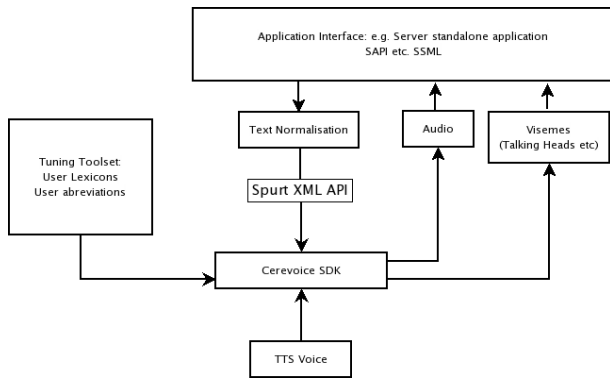 Application Interface: e.g. Server standalone application
SAPI etc. SSML
Text Normalisation
Audio
Visemes
(Talking Heads etc)
Tuning Toolset:
User Lexicons
User abreviations
Spurt XML API
Cerevoice SDK
TTS Voice